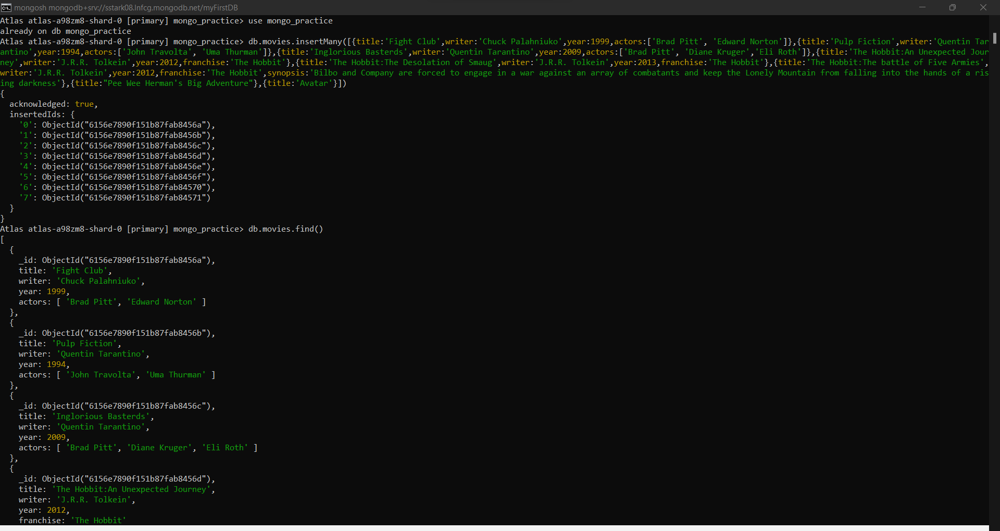 mongosh mongodb+srv://sstark08.lnfcg.mongodb.net/myFirstDB
Atlas atlas-a98zm8-shard-0 [primary] mongo_practice> use mongo_practice
already on db mongo_practice
Atlas atlas-a98zm8-shard-0 [primary] mongo_practice> db.movies.insertMany([{title:'Fight Club',writer:'Chuck Palahniuko',year:1999,actors:['Brad Pitt', 'Edward Norton']},{title:'Pulp Fiction',writer:'Quentin Tar
antino',year:1994,actors:['John Travolta', 'Uma Thurman']},{title:'Inglorious Basterds',writer:'Quentin Tarantino',year:2009,actors:['Brad Pitt', 'Diane Kruger','Eli Roth']},{title:'The Hobbit:An Unexpected Jour
ney',writer:'J.R.R. Tolkein',year:2012,franchise:'The Hobbit'},{title:'The Hobbit:The Desolation of Smaug',writer:'J.R.R. Tolkein',year:2013,franchise:'The Hobbit'},{title:'The Hobbit:The battle of Five Armies',
writer:'J.R.R. Tolkein',year:2012,franchise:'The Hobbit',synopsis:'Bilbo and Company are forced to engage in a war against an array of combatants and keep the Lonely Mountain from falling into the hands of a ris
ing darkness'},{title:"Pee Wee Herman's Big Adventure"},{title:'Avatar'}])
{
  acknowledged: true,
  insertedIds: {
    '0': ObjectId("6156e7890f151b87fab8456a"),
    '1': ObjectId("6156e7890f151b87fab8456b"),
    '2': ObjectId("6156e7890f151b87fab8456c"),
    '3': ObjectId("6156e7890f151b87fab8456d"),
    '4': ObjectId("6156e7890f151b87fab8456e"),
    '5': ObjectId("6156e7890f151b87fab8456f"),
    '6': ObjectId("6156e7890f151b87fab84570"),
    '7': ObjectId("6156e7890f151b87fab84571")
  }
}
Atlas atlas-a98zm8-shard-0 [primary] mongo_practice> db.movies.find()
[
  {
    _id: ObjectId("6156e7890f151b87fab8456a"),
    title: 'Fight Club',
    writer: 'Chuck Palahniuko',
    year: 1999,
    actors: [ 'Brad Pitt', 'Edward Norton' ]
  },
  {
    _id: ObjectId("6156e7890f151b87fab8456b"),
    title: 'Pulp Fiction',
    writer: 'Quentin Tarantino',
    year: 1994,
    actors: [ 'John Travolta', 'Uma Thurman' ]
  },
  {
    _id: ObjectId("6156e7890f151b87fab8456c"),
    title: 'Inglorious Basterds',
    writer: 'Quentin Tarantino',
    year: 2009,
    actors: [ 'Brad Pitt', 'Diane Kruger', 'Eli Roth' ]
  },
  {
    _id: ObjectId("6156e7890f151b87fab8456d"),
    title: 'The Hobbit:An Unexpected Journey',
    writer: 'J.R.R. Tolkein',
    year: 2012,
    franchise: 'The Hobbit'